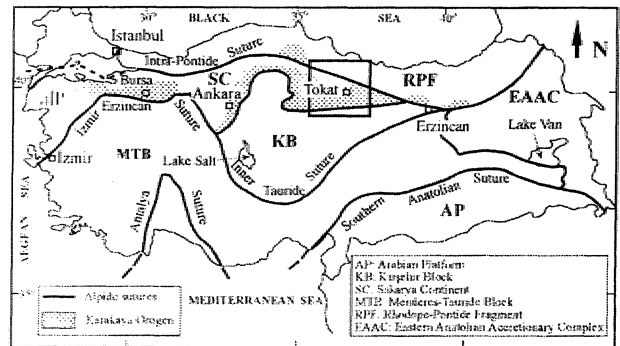 30°
BLACK
35°
SEA
40°
Istanbul
N
Intra-Pontide
Suture
Bursa
SC
RPF
EAAC
40°
Ankara
Tokat
Erzincan
Suture
Erzincan
Izmir
Lake Van
Izmir
MTB
KB
Lake Salt
Inner
Tauride
Suture
Southern
Anatolian
Suture
Antalya
Suture
AP
AEGEAN SEA
MEDITERRANEAN SEA
Alpide sutures
Karakaya Orogen
AP: Arabian Platform
KB: Kırşehir Block
SC: Sakarya Continent
MTB: Menderes-Tauride Block
RPF: Rhodope-Pontide Fragment
EAAC: Eastern Anatolian Accretionary Complex